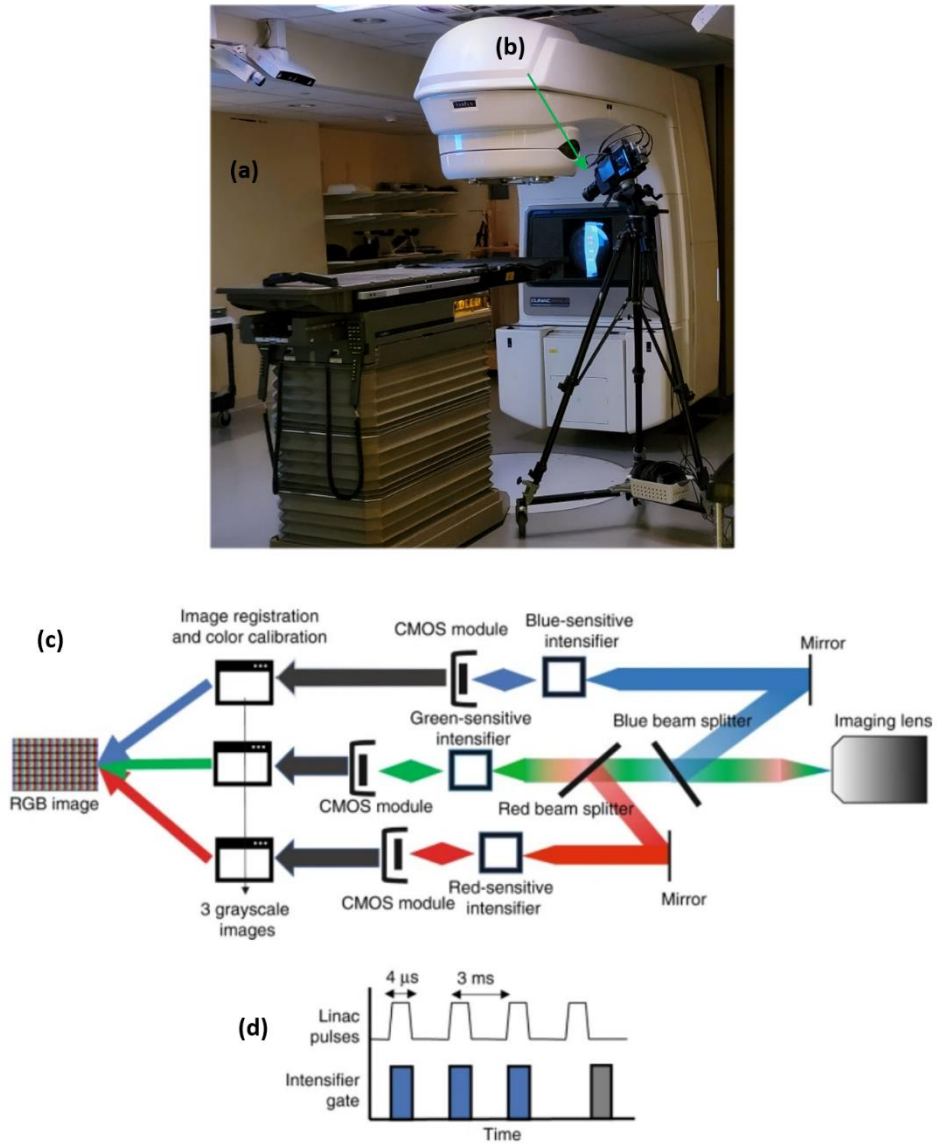 (b)
(a)
CLINAC
(c)
Image registration
and color calibration
CMOS module
Blue-sensitive
intensifier
Mirror
Green-sensitive
intensifier
Blue beam splitter
Imaging lens
RGB image
CMOS module
Red beam splitter
3 grayscale
images
CMOS module
Red-sensitive
intensifier
Mirror
(d)
4 μs
3 ms
Linac
pulses
Intensifier
gate
Time